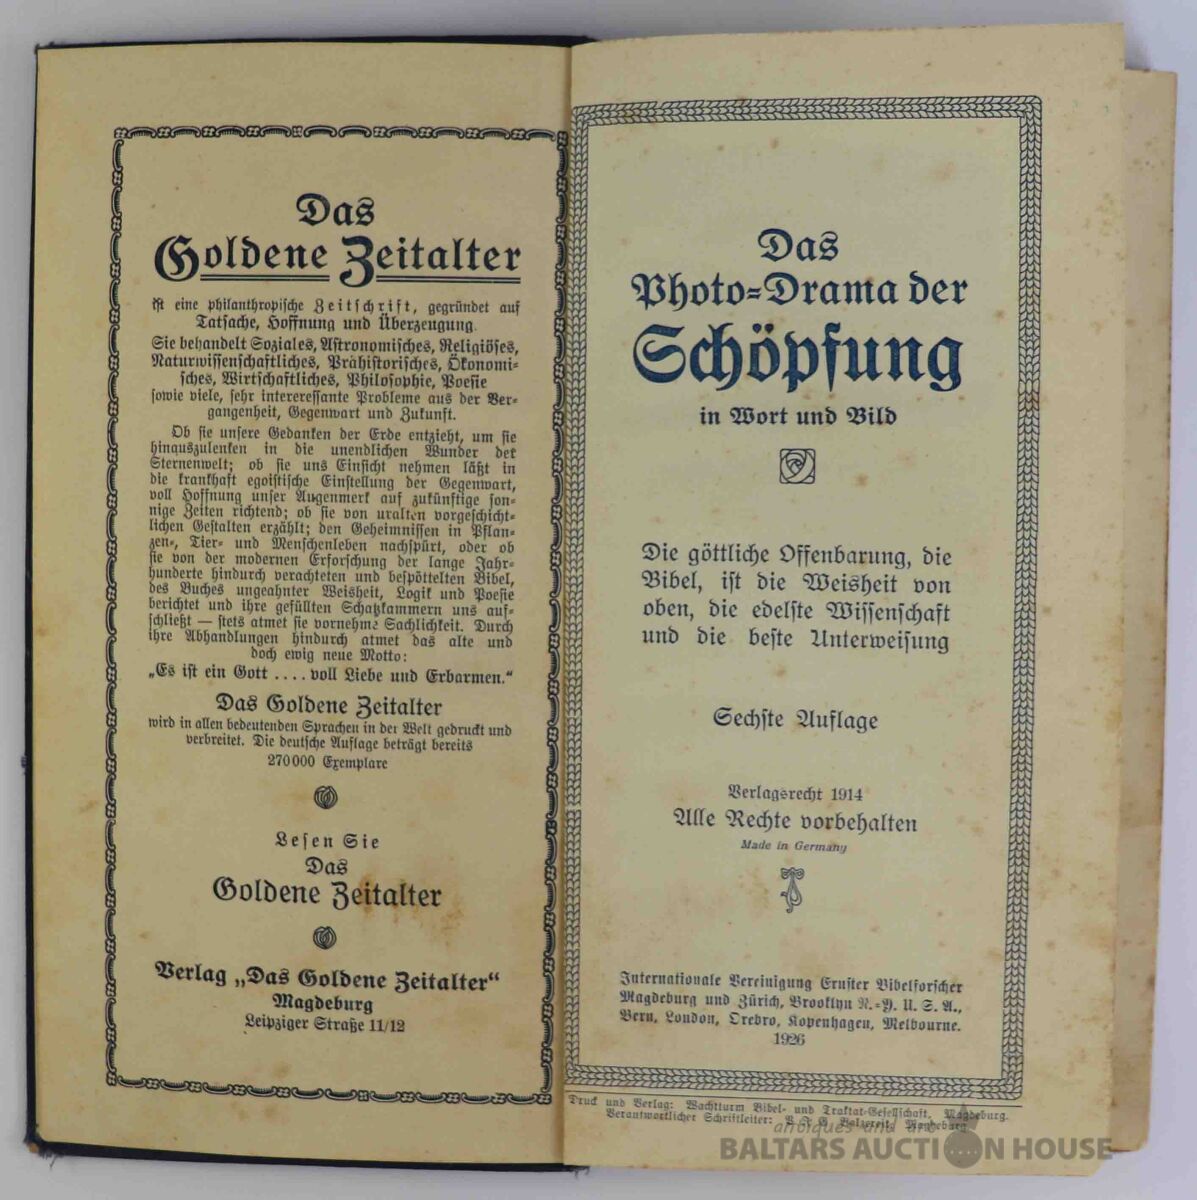 Das
Goldene Zeitalter
ist eine philanthropische Zeitschrift, gegründet auf
Tatsache, Hoffnung und Überzeugung.
Sie behandelt Soziales, Astronomisches, Religiöses,
Naturwissenschaftliches, Prähistorisches, Ökonomi-
sches, Wirtschaftliches, Philosophie, Poesie
sowie viele, sehr intereressante Probleme aus der Ver-
gangenheit, Gegenwart und Zukunft.
Ob sie unsere Gedanken der Erde entzieht, um sie
hinauszulenken in die unendlichen Wunder der
Sternenwelt; ob sie uns Einsicht nehmen läßt in
die krankhaft egoistische Einstellung der Gegenwart,
voll Hoffnung unser Augenmerk auf zukünftige son-
nige Zeiten richtend; ob sie von uralten vorgeschicht-
lichen Gestalten erzählt; den Geheimnissen in Pflan-
zen-, Tier- und Menschenleben nachspürt, oder ob
sie von der modernen Erforschung der lange Jahr-
hunderte hindurch verachteten und bespöttelten Bibel,
des Buches ungeahnter Weisheit, Logik und Poesie
berichtet und ihre gefüllten Schatzkammern uns auf-
schließt — stets atmet sie vornehme Sachlichkeit. Durch
ihre Abhandlungen hindurch atmet das alte und
doch ewig neue Motto:
„Es ist ein Gott .... voll Liebe und Erbarmen."
Das Goldene Zeitalter
wird in allen bedeutenden Sprachen in der Welt gedruckt und
verbreitet. Die deutsche Auflage beträgt bereits
270000 Exemplare
Lesen Sie
Das
Goldene Zeitalter
Verlag „Das Goldene Zeitalter"
Magdeburg
Leipziger Straße 11/12
Das
Photo-Drama der
Schöpfung
in Wort und Bild
Die göttliche Offenbarung, die
Bibel, ist die Weisheit von
oben, die edelste Wissenschaft
und die beste Unterweisung
Sechste Auflage
Verlagsrecht 1914
Alle Rechte vorbehalten
Made in Germany
Internationale Vereinigung Ernster Bibelforscher
Magdeburg und Zürich, Brooklyn N.-Y. U. S. A.,
Bern, London, Orebro, Kopenhagen, Melbourne.
1926
Druck und Verlag: Wachtturm Bibel- und Traktat-Gesellschaft, Magdeburg.
Verantwortlicher Schriftleiter: P. J. G. Balzereit, Magdeburg
antiques and art
BALTARS AUCTION HOUSE